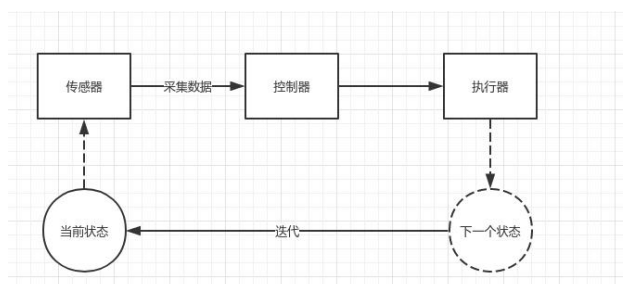 传感器
采集数据
控制器
执行器
当前状态
迭代
下一个状态